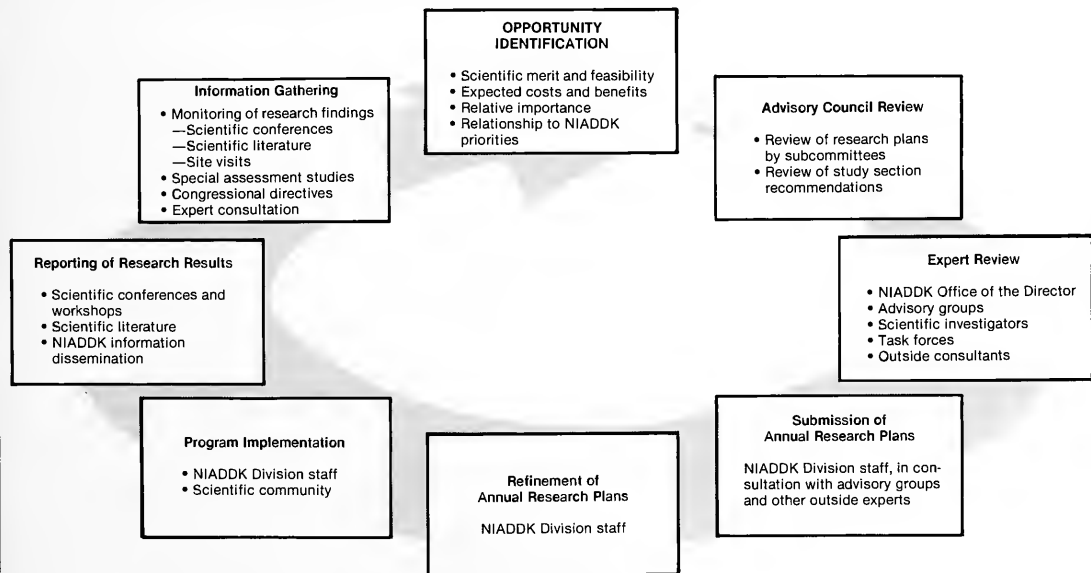 OPPORTUNITY
IDENTIFICATION
• Scientific merit and feasibility
• Expected costs and benefits
• Relative importance
• Relationship to NIADDK
priorities
Advisory Council Review
• Review of research plans
by subcommittees
• Review of study section
recommendations
Expert Review
• NIADDK Office of the Director
• Advisory groups
• Scientific investigators
• Task forces
• Outside consultants
Submission of
Annual Research Plans
NIADDK Division staff, in con-
sultation with advisory groups
and other outside experts
Refinement of
Annual Research Plans
NIADDK Division staff
Program Implementation
• NIADDK Division staff
• Scientific community
Reporting of Research Results
• Scientific conferences and
workshops
• Scientific literature
• NIADDK information
dissemination
Information Gathering
• Monitoring of research findings
—Scientific conferences
—Scientific literature
—Site visits
• Special assessment studies
• Congressional directives
• Expert consultation